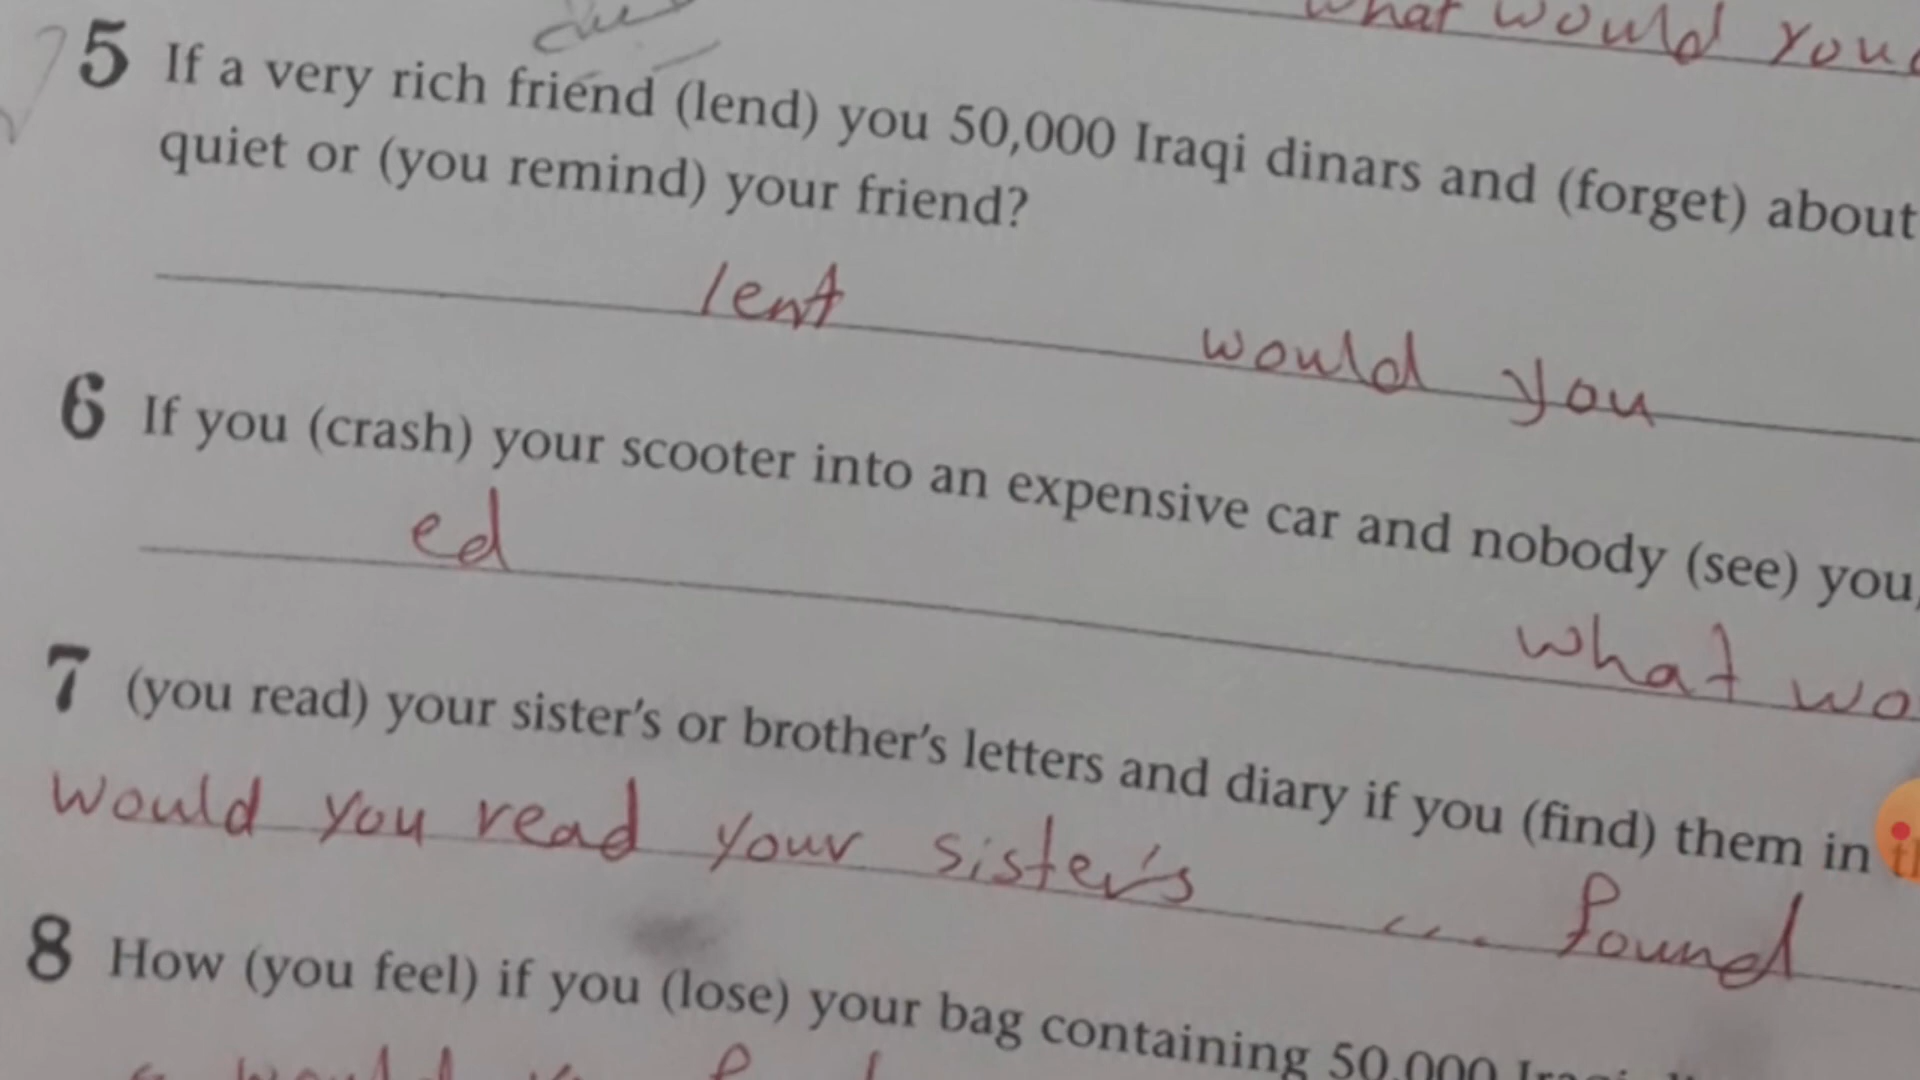 what would you
5 If a very rich friend (lend) you 50,000 Iraqi dinars and (forget) about
quiet or (you remind) your friend?
lent would you
6 If you (crash) your scooter into an expensive car and nobody (see) you,
ed what wo
7 (you read) your sister's or brother's letters and diary if you (find) them in
would you read your sister's .... found
8 How (you feel) if you (lose) your bag containing 50,000